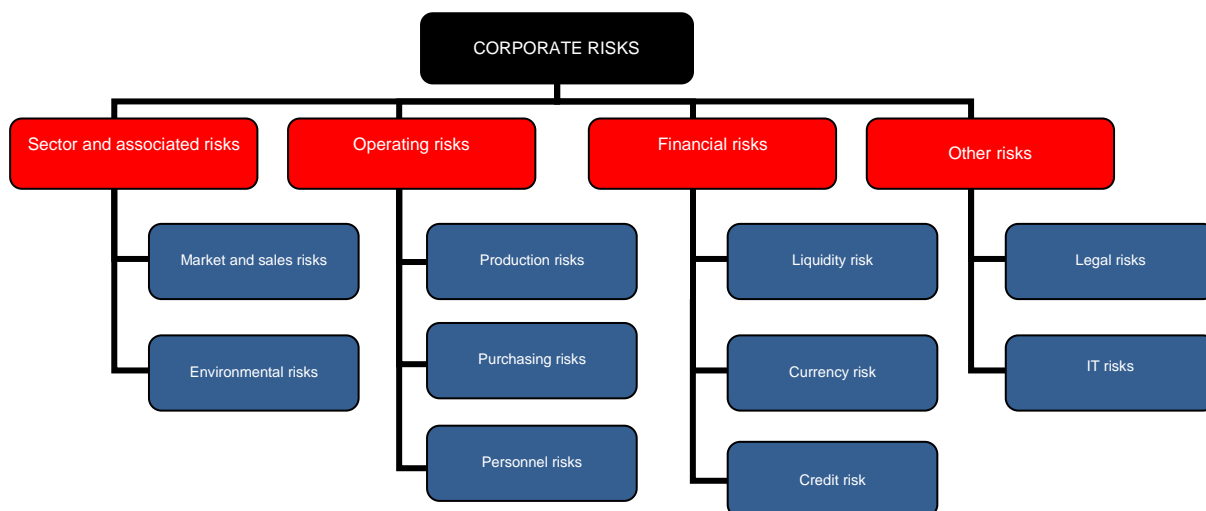 CORPORATE RISKS
Sector and associated risks
Operating risks
Financial risks
Other risks
Market and sales risks
Production risks
Liquidity risk
Legal risks
Environmental risks
Purchasing risks
Currency risk
IT risks
Personnel risks
Credit risk